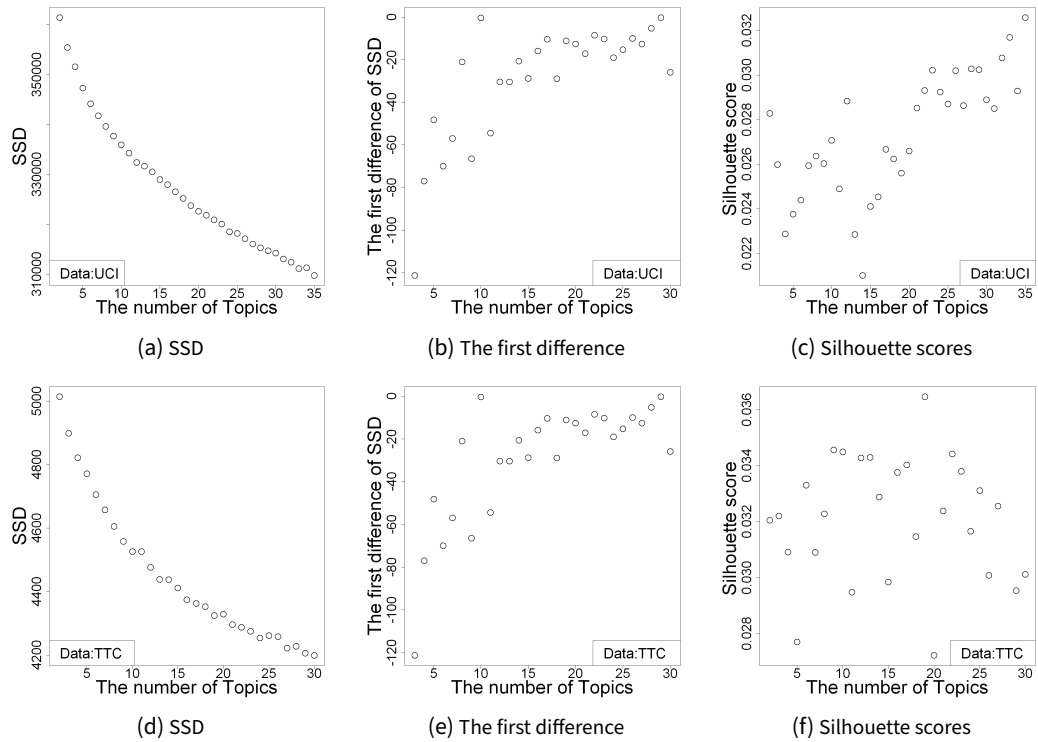 SSD
310000 330000 350000
Data:UCI
5 10 15 20 25 30 35
The number of Topics
(a) SSD
The first difference of SSD
-120 -100 -80 -60 -40 -20 0
Data:UCI
5 10 15 20 25 30
The number of Topics
(b) The first difference
Silhouette score
0.022 0.024 0.026 0.028 0.030 0.032
Data:UCI
5 10 15 20 25 30 35
The number of Topics
(c) Silhouette scores
SSD
4200 4400 4600 4800 5000
Data:TTC
5 10 15 20 25 30
The number of Topics
(d) SSD
The first difference of SSD
-120 -100 -80 -60 -40 -20 0
Data:TTC
5 10 15 20 25 30
The number of Topics
(e) The first difference
Silhouette score
0.028 0.030 0.032 0.034 0.036
Data:TTC
5 10 15 20 25 30
The number of Topics
(f) Silhouette scores